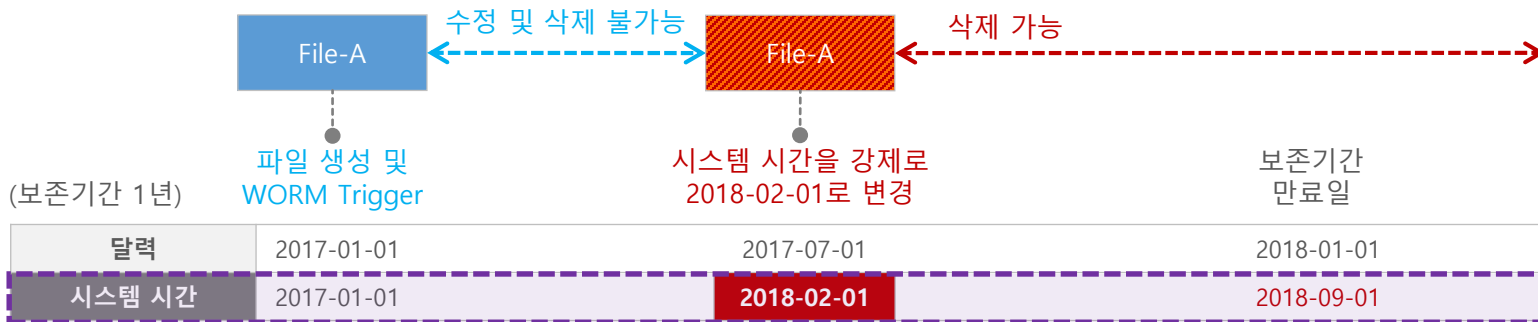 수정 및 삭제 불가능
삭제 가능
File-A
File-A
파일 생성 및
WORM Trigger
시스템 시간을 강제로
2018-02-01로 변경
보존기간
만료일
(보존기간 1년)
달력 2017-01-01 2017-07-01 2018-01-01
시스템 시간 2017-01-01 2018-02-01 2018-09-01